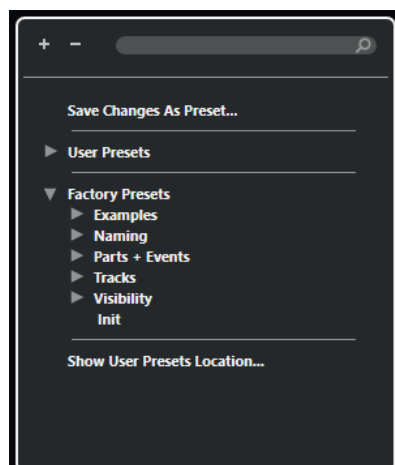 + -
Save Changes As Preset...
User Presets
Factory Presets
Examples
Naming
Parts + Events
Tracks
Visibility
Init
Show User Presets Location...